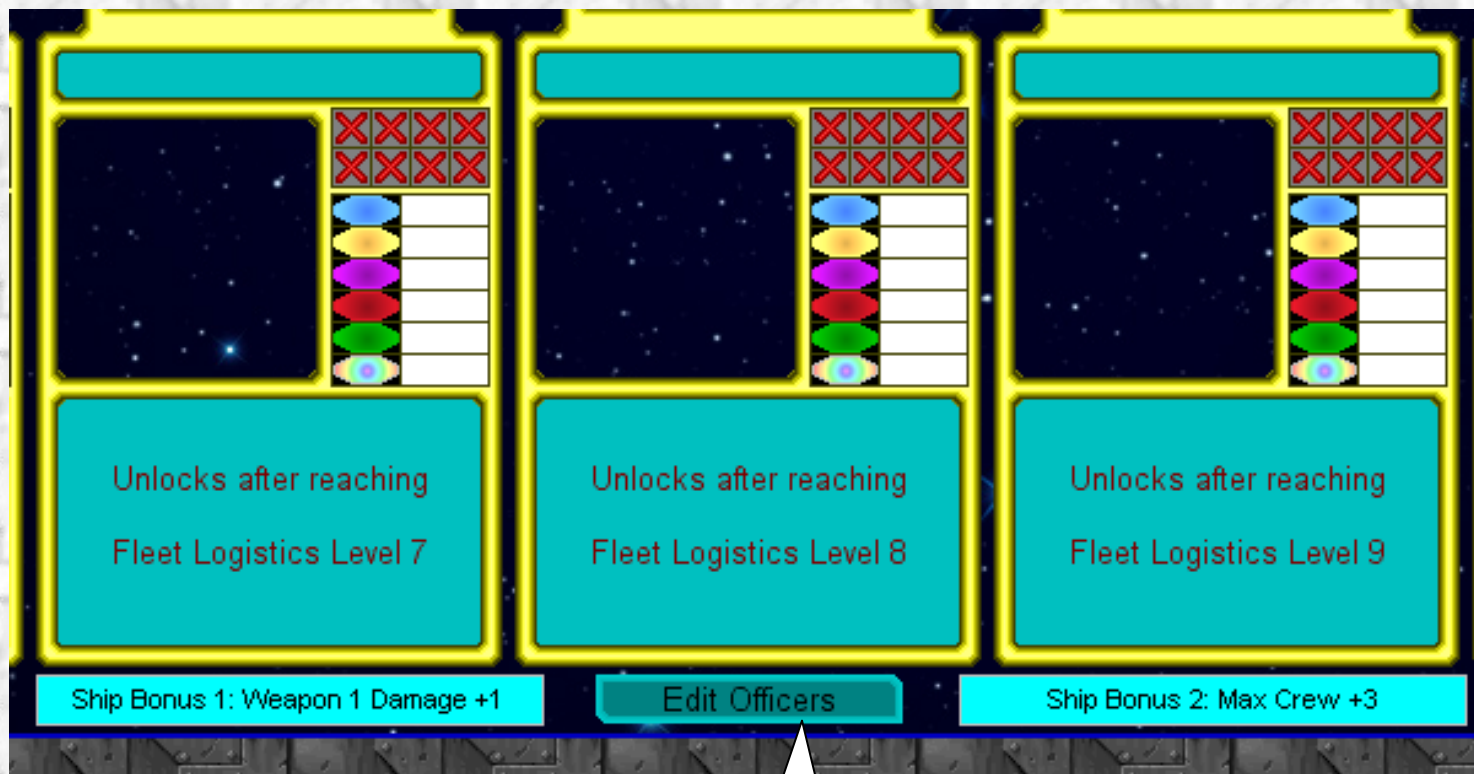 Unlocks after reaching
Fleet Logistics Level 7
Unlocks after reaching
Fleet Logistics Level 8
Unlocks after reaching
Fleet Logistics Level 9
Ship Bonus 1: Weapon 1 Damage +1
Edit Officers
Ship Bonus 2: Max Crew +3